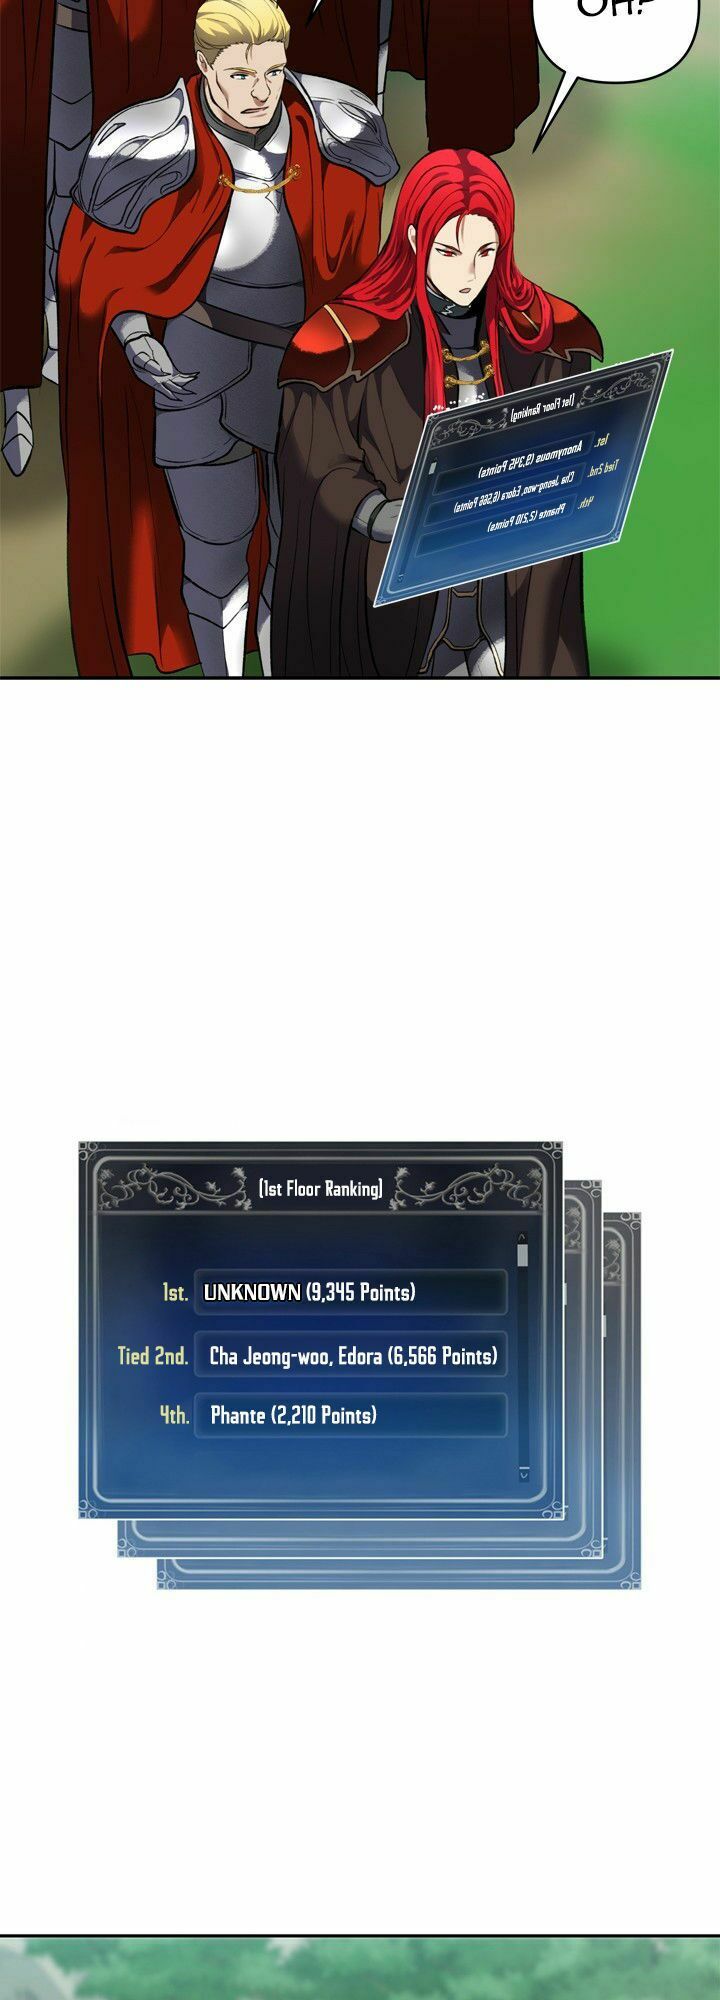 OH?
[1st Floor Ranking]
1st. Anonymous (9,345 Points)
Tied 2nd. Cha Jeong-woo, Edora (6,566 Points)
4th. Phante (2,210 Points)
[1st Floor Ranking]
1st. UNKNOWN (9,345 Points)
Tied 2nd. Cha Jeong-woo, Edora (6,566 Points)
4th. Phante (2,210 Points)